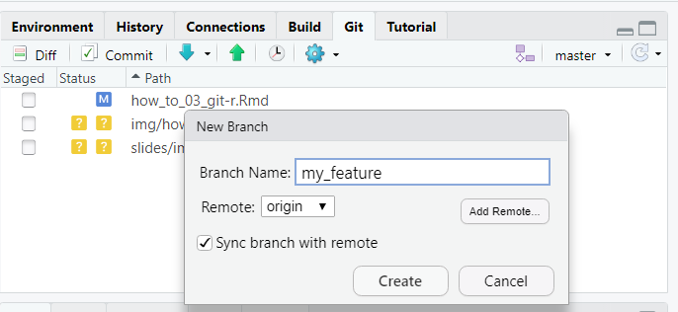 Environment History Connections Build Git Tutorial
Diff Commit master
Staged Status Path
M how_to_03_git-r.Rmd
? ? img/how
? ? slides/im
New Branch
Branch Name: my_feature
Remote: origin Add Remote...
Sync branch with remote
Create Cancel